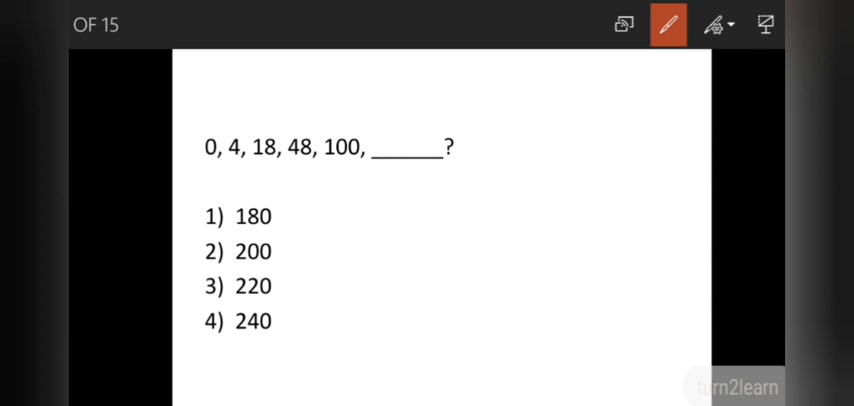 OF 15
0, 4, 18, 48, 100, ______?
1) 180
2) 200
3) 220
4) 240
turn2learn